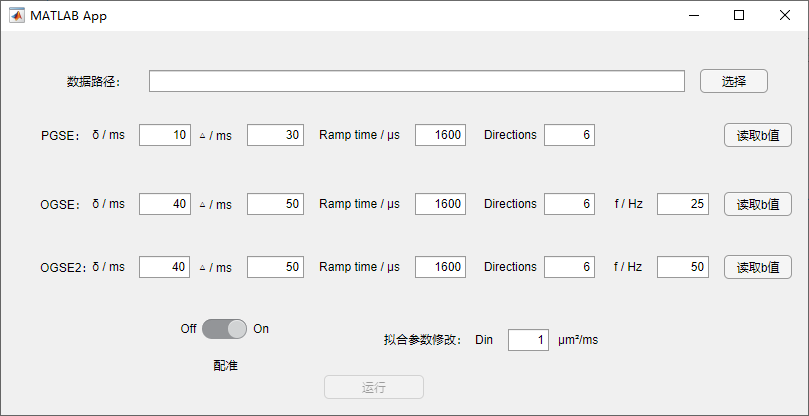 MATLAB App
数据路径： 选择
PGSE： δ / ms 10 △ / ms 30 Ramp time / µs 1600 Directions 6 读取b值
OGSE： δ / ms 40 △ / ms 50 Ramp time / µs 1600 Directions 6 f / Hz 25 读取b值
OGSE2： δ / ms 40 △ / ms 50 Ramp time / µs 1600 Directions 6 f / Hz 50 读取b值
Off On
配准
拟合参数修改： Din 1 µm²/ms
运行